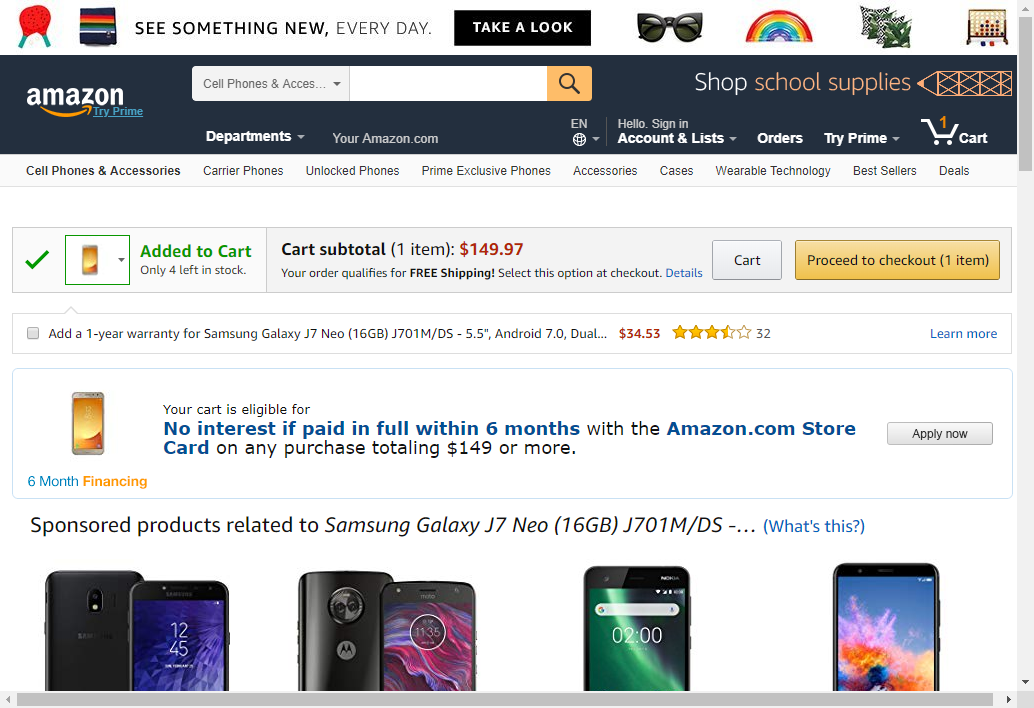 SEE SOMETHING NEW, EVERY DAY.
TAKE A LOOK
amazon
Try Prime
Cell Phones & Acces...
Shop school supplies
Departments
Your Amazon.com
EN
Hello. Sign in
Account & Lists
Orders
Try Prime
1
Cart
Cell Phones & Accessories
Carrier Phones
Unlocked Phones
Prime Exclusive Phones
Accessories
Cases
Wearable Technology
Best Sellers
Deals
Added to Cart
Only 4 left in stock.
Cart subtotal (1 item): $149.97
Your order qualifies for FREE Shipping! Select this option at checkout. Details
Cart
Proceed to checkout (1 item)
Add a 1-year warranty for Samsung Galaxy J7 Neo (16GB) J701M/DS - 5.5", Android 7.0, Dual... $34.53 32
Learn more
Your cart is eligible for
No interest if paid in full within 6 months with the Amazon.com Store
Card on any purchase totaling $149 or more.
Apply now
6 Month Financing
Sponsored products related to Samsung Galaxy J7 Neo (16GB) J701M/DS -... (What's this?)
SAMSUNG
SAMSUNG
12
45
moto
11:35
NOKIA
Google
02:00